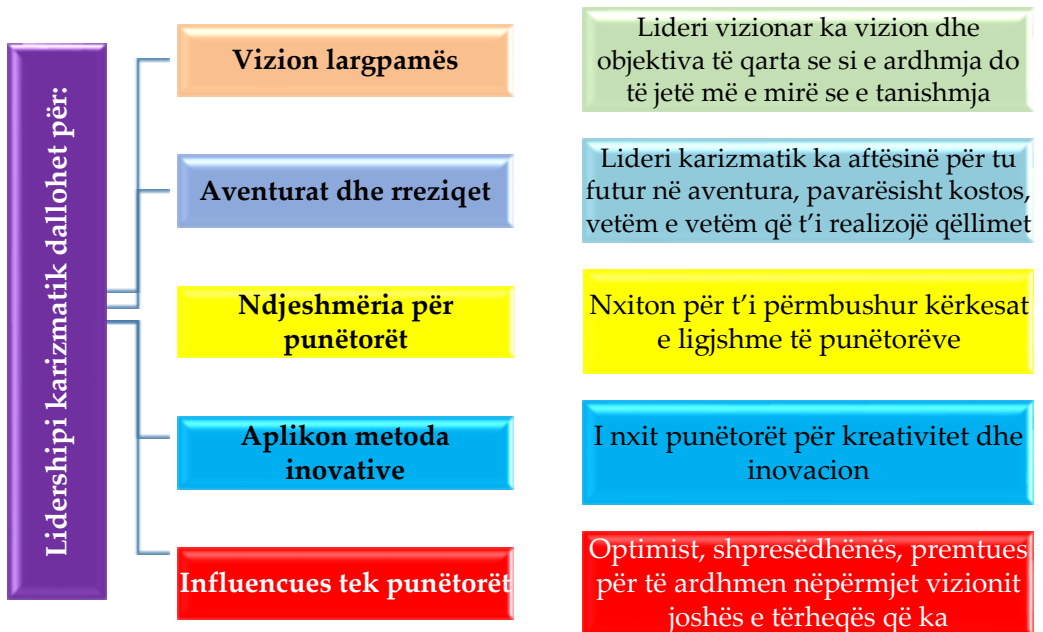 Lidershipi karizmatik dallohet për:
Vizion largpamës
Lideri vizionar ka vizion dhe
objektiva të qarta se si e ardhmja do
të jetë më e mirë se e tanishmja
Aventurat dhe rreziqet
Lideri karizmatik ka aftësinë për tu
futur në aventura, pavarësisht kostos,
vetëm e vetëm që t’i realizojë qëllimet
Ndjeshmëria për
punëtorët
Nxiton për t’i përmbushur kërkesat
e ligjshme të punëtorëve
Aplikon metoda
inovative
I nxit punëtorët për kreativitet dhe
inovacion
Influencues tek punëtorët
Optimist, shpresëdhënës, premtues
për të ardhmen nëpërmjet vizionit
joshës e tërheqës që ka